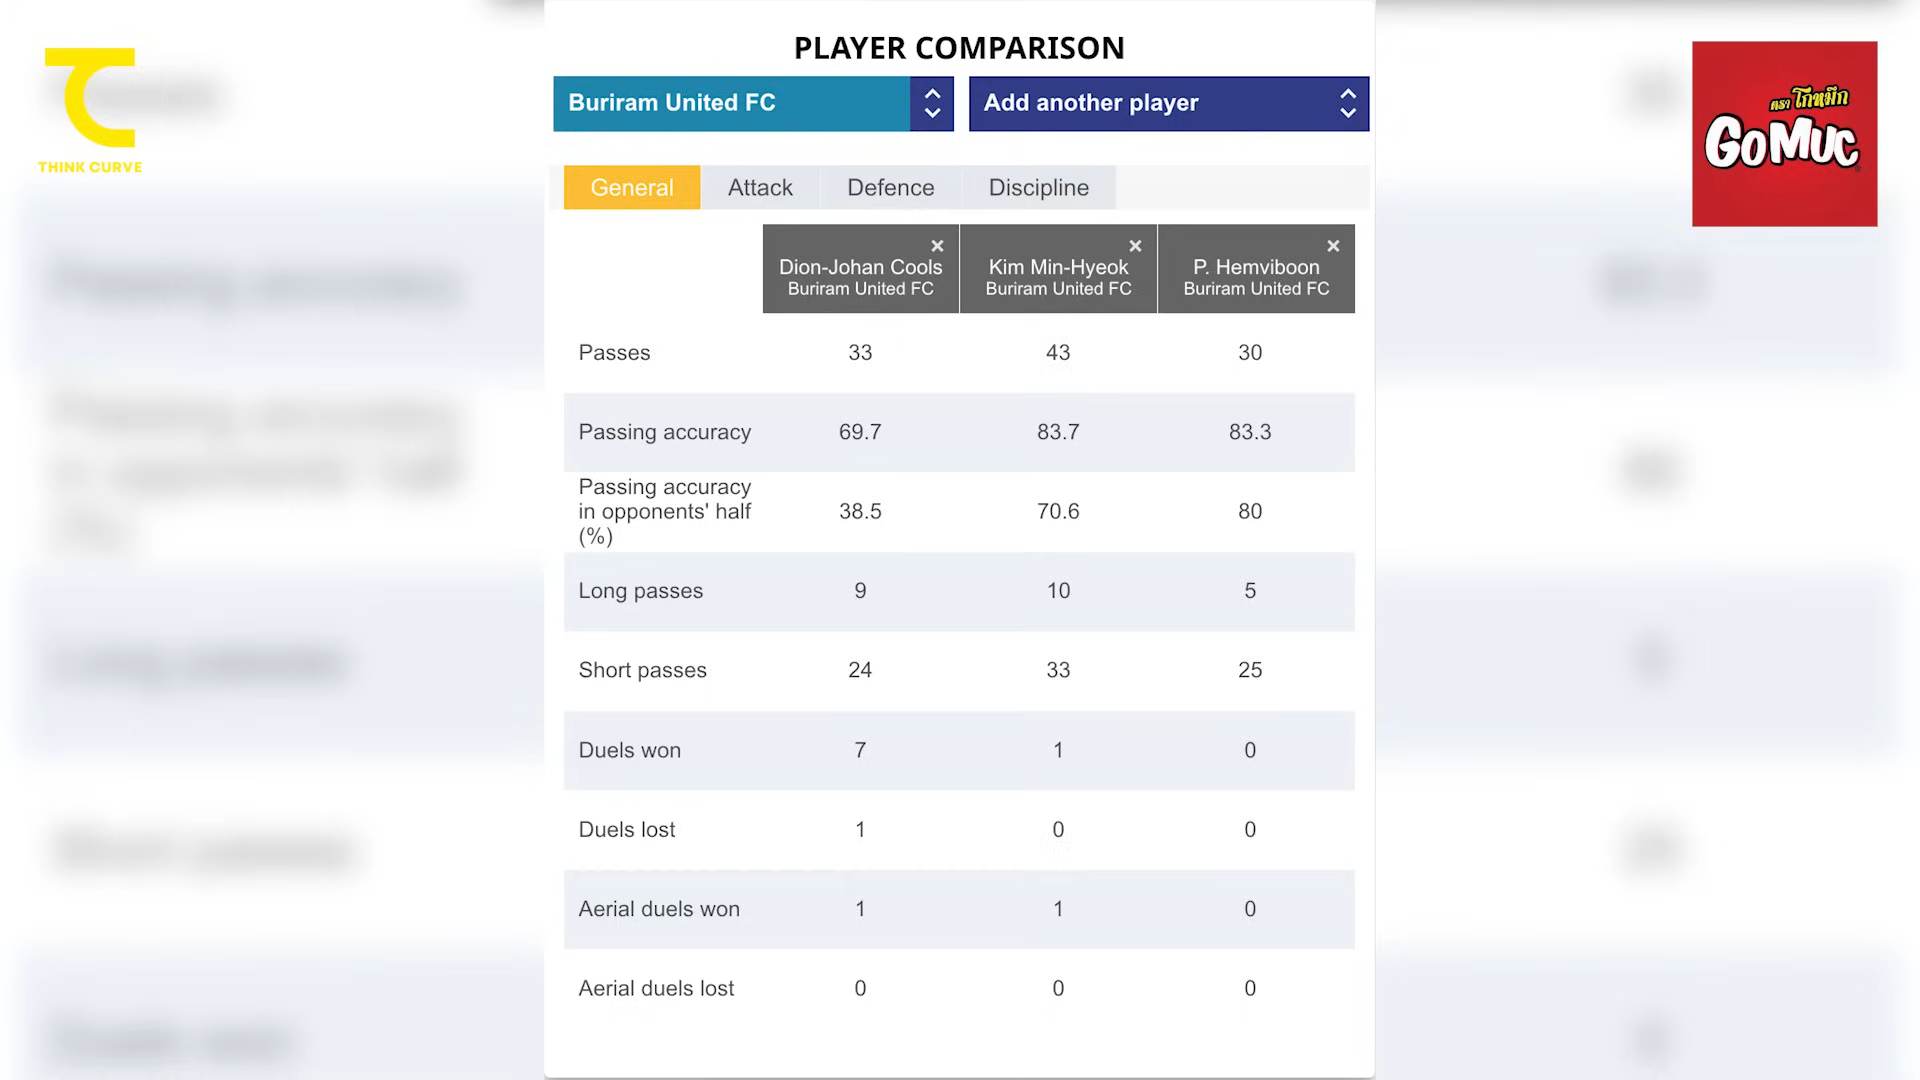 PLAYER COMPARISON
THINK CURVE
ตรา โกหมึก
GOMUC
Buriram United FC
Add another player
General Attack Defence Discipline
Dion-Johan Cools Kim Min-Hyeok P. Hemviboon
Buriram United FC Buriram United FC Buriram United FC
Passes 33 43 30
Passing accuracy 69.7 83.7 83.3
Passing accuracy
in opponents' half 38.5 70.6 80
(%)
Long passes 9 10 5
Short passes 24 33 25
Duels won 7 1 0
Duels lost 1 0 0
Aerial duels won 1 1 0
Aerial duels lost 0 0 0